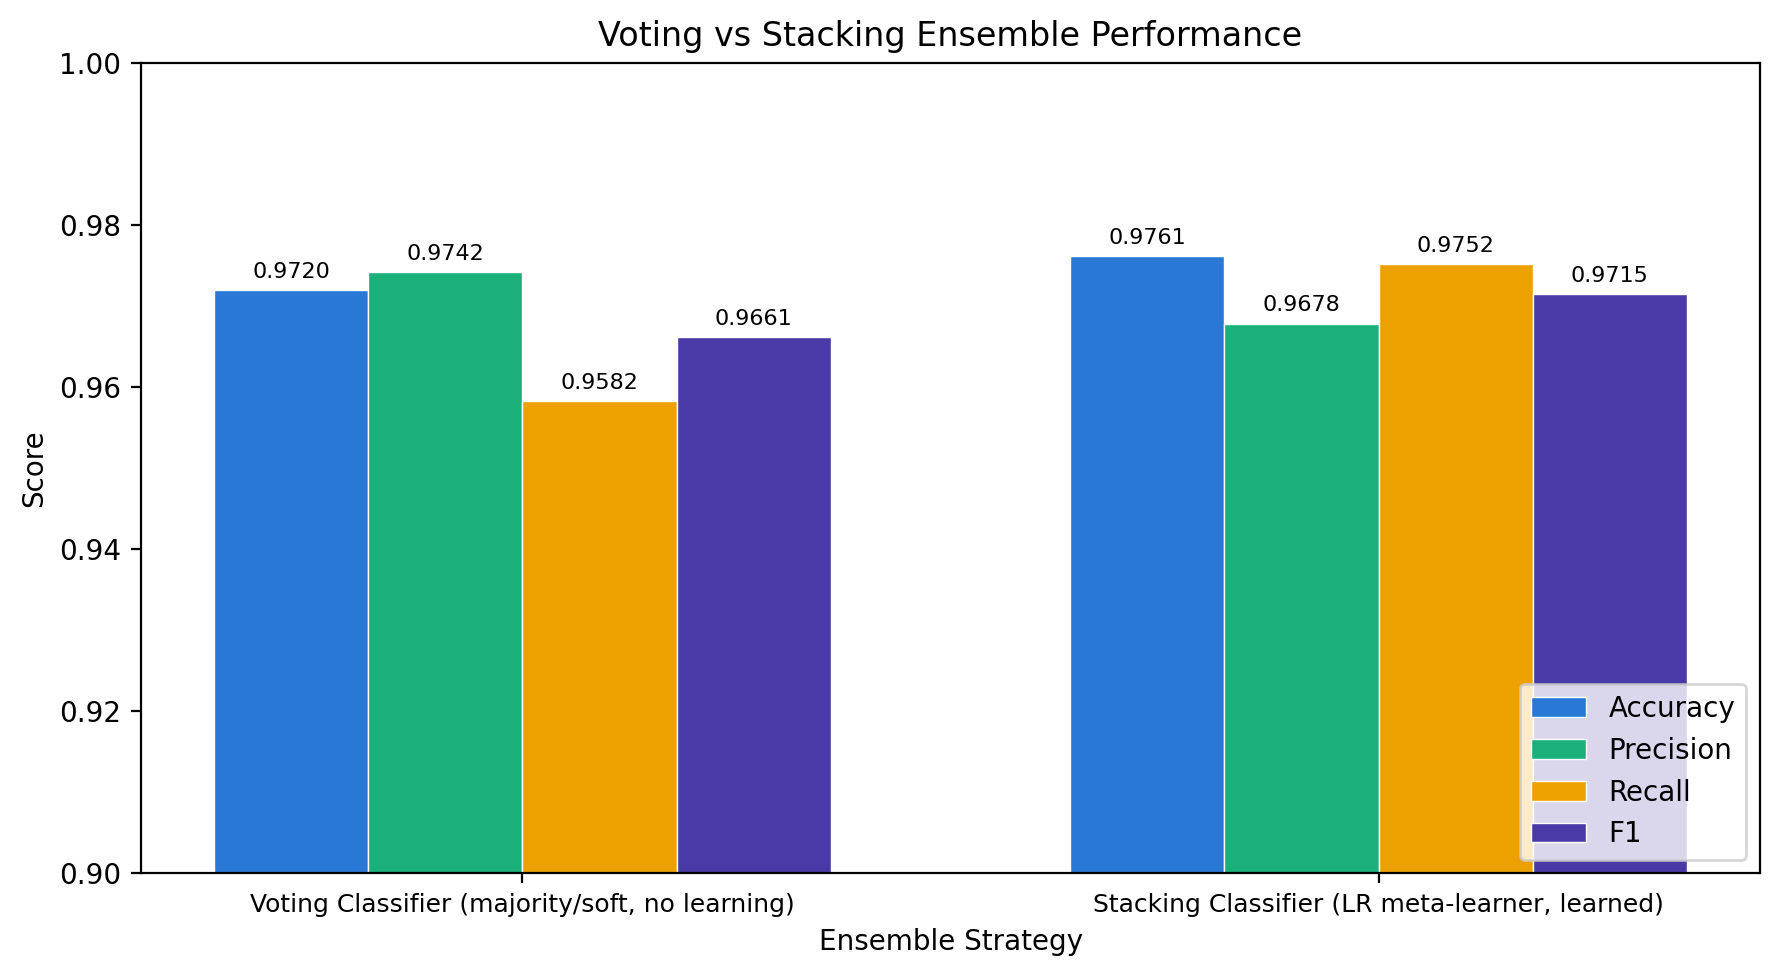 Voting vs Stacking Ensemble Performance
1.00
0.98
0.96
0.94
0.92
0.90
Score
0.9720
0.9742
0.9582
0.9661
0.9761
0.9678
0.9752
0.9715
Accuracy
Precision
Recall
F1
Voting Classifier (majority/soft, no learning)
Stacking Classifier (LR meta-learner, learned)
Ensemble Strategy